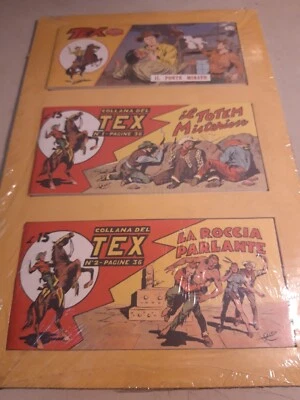 TEX
IL PONTE MINATO
COLLANA DEL
TEX
N°1-PAGINE 36
il TOTEM
Misterioso
£15
COLLANA DEL
TEX
N°2-PAGINE 36
LA ROCCIA
PARLANTE